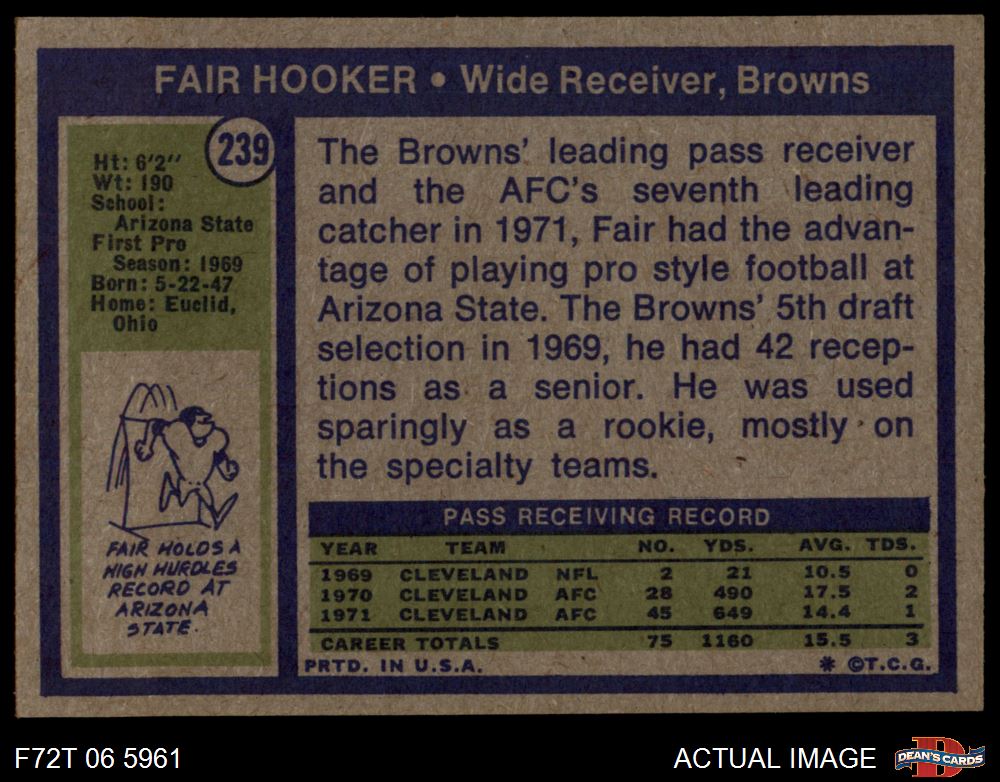 FAIR HOOKER • Wide Receiver, Browns
239
Ht: 6'2''
Wt: 190
School:
Arizona State
First Pro
Season: 1969
Born: 5-22-47
Home: Euclid,
Ohio
FAIR HOLDS A
HIGH HURDLES
RECORD AT
ARIZONA
STATE.
The Browns' leading pass receiver
and the AFC's seventh leading
catcher in 1971, Fair had the advan-
tage of playing pro style football at
Arizona State. The Browns' 5th draft
selection in 1969, he had 42 recep-
tions as a senior. He was used
sparingly as a rookie, mostly on
the specialty teams.
PASS RECEIVING RECORD
YEAR TEAM NO. YDS. AVG. TDS.
1969 CLEVELAND NFL 2 21 10.5 0
1970 CLEVELAND AFC 28 490 17.5 2
1971 CLEVELAND AFC 45 649 14.4 1
CAREER TOTALS 75 1160 15.5 3
PRTD. IN U.S.A. * ©T.C.G.
F72T 06 5961
ACTUAL IMAGE
D
DEAN'S CARDS